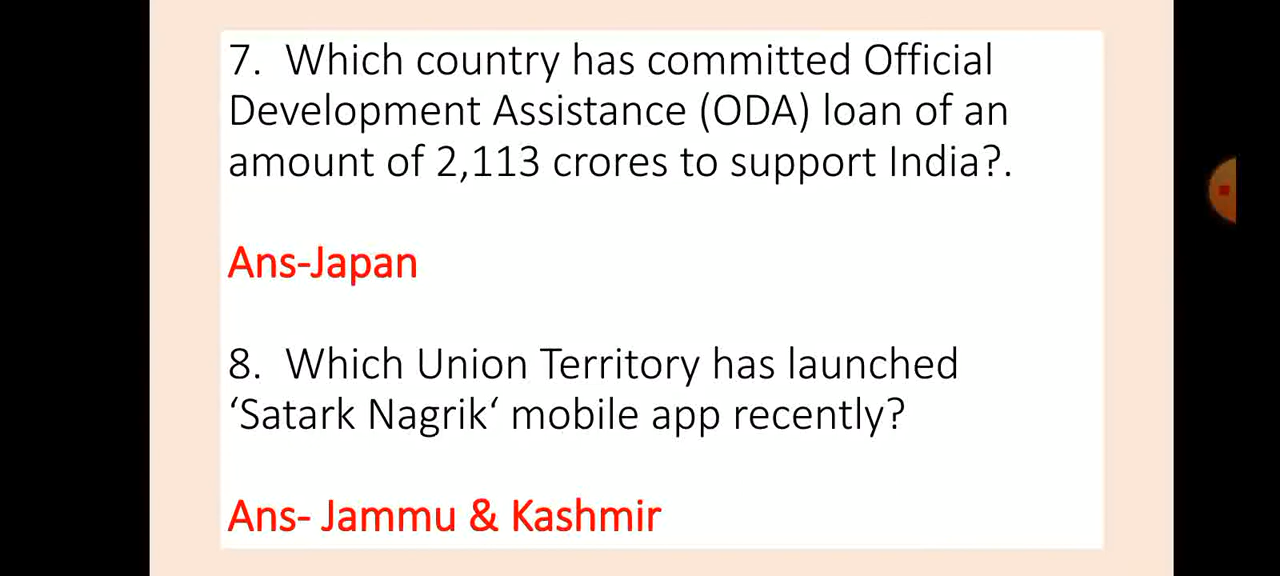 7.  Which country has committed Official
Development Assistance (ODA) loan of an
amount of 2,113 crores to support India?.
Ans-Japan
8.  Which Union Territory has launched
‘Satark Nagrik‘ mobile app recently?
Ans- Jammu & Kashmir